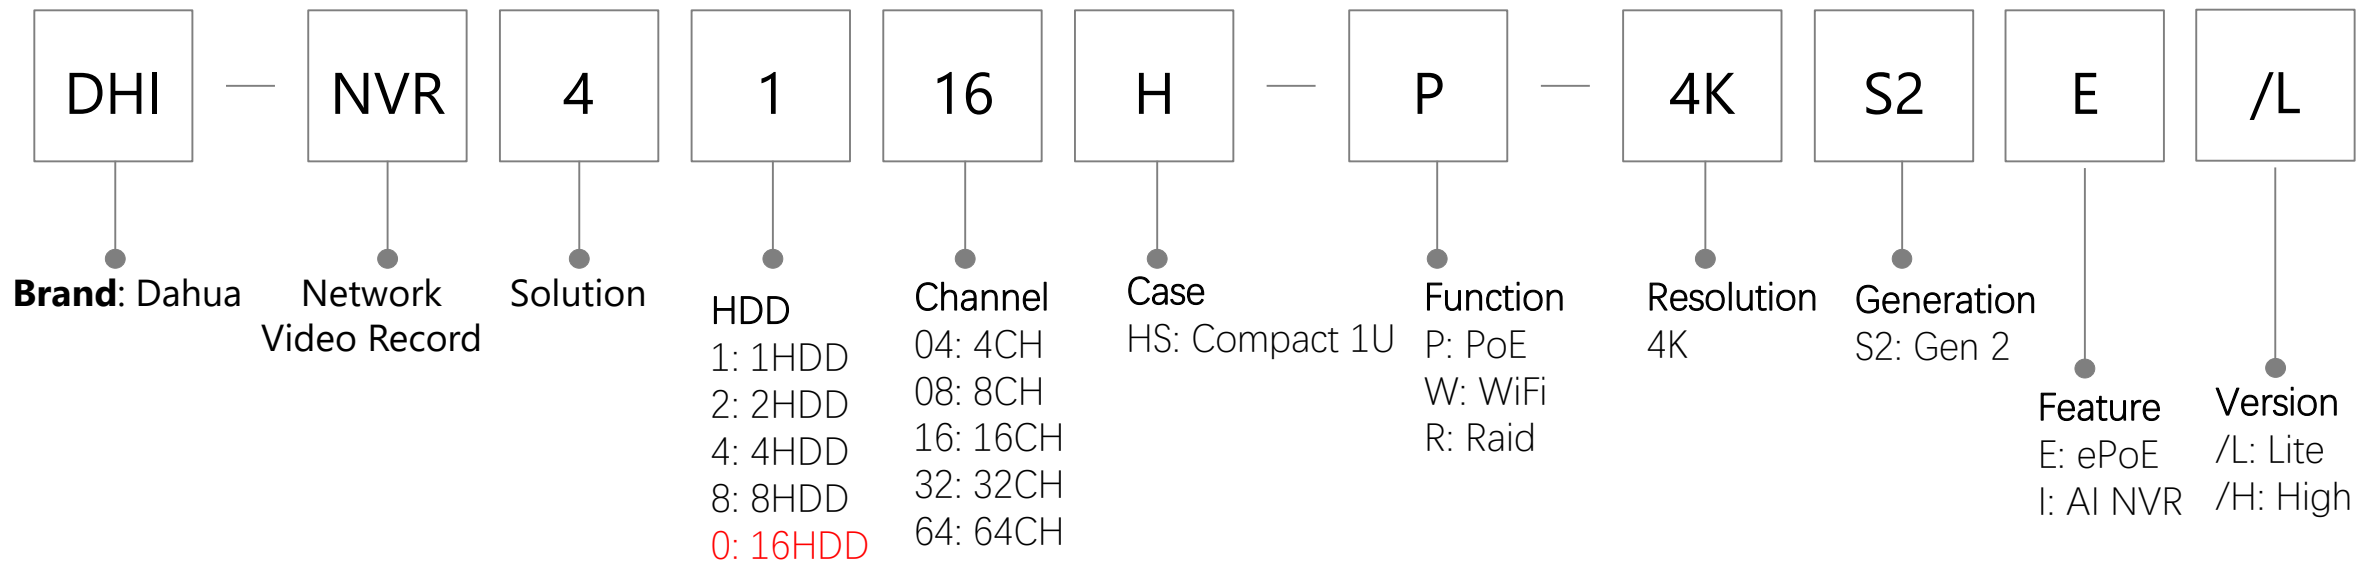 DHI — NVR 4 1 16 H — P — 4K S2 E /L
Brand: Dahua
Network
Video Record
Solution
HDD
1: 1HDD
2: 2HDD
4: 4HDD
8: 8HDD
0: 16HDD
Channel
04: 4CH
08: 8CH
16: 16CH
32: 32CH
64: 64CH
Case
HS: Compact 1U
Function
P: PoE
W: WiFi
R: Raid
Resolution
4K
Generation
S2: Gen 2
Feature
E: ePoE
I: AI NVR
Version
/L: Lite
/H: High